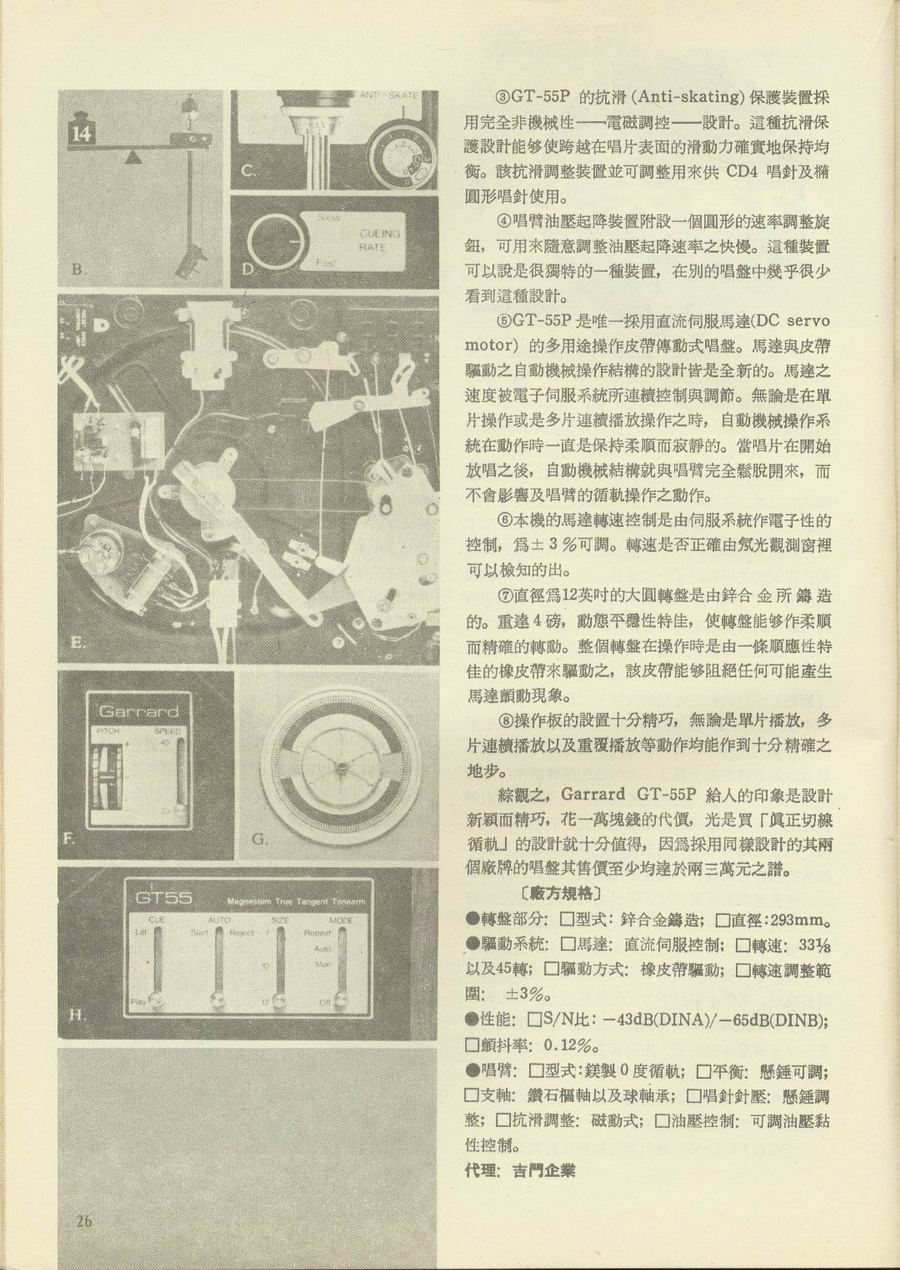 14
B.
ANTI-SKATE
C.
Slow
CUEING
RATE
Fast
D.
E.
Garrard
PITCH
SPEED
45
F.
G.
GT55
Magnesium True Tangent Tonearm
CUE
AUTO
SIZE
MODE
Lift
Start
Reject
7
Repeat
Auto
10
Man
Play
12
Off
H.
26
③GT-55P 的抗滑(Anti-skating)保護裝置採
用完全非機械性——電磁調控——設計。這種抗滑保
護設計能够使跨越在唱片表面的滑動力確實地保持均
衡。該抗滑調整裝置並可調整用來供 CD4 唱針及橢
圓形唱針使用。
④唱臂油壓起降裝置附設一個圓形的速率調整旋
鈕,可用來隨意調整油壓起降速率之快慢。這種裝置
可以說是很獨特的一種裝置,在別的唱盤中幾乎很少
看到這種設計。
⑤GT-55P是唯一採用直流伺服馬達(DC servo
motor) 的多用途操作皮帶傳動式唱盤。馬達與皮帶
驅動之自動機械操作結構的設計皆是全新的。馬達之
速度被電子伺服系統所連續控制與調節。無論是在單
片操作或是多片連續播放操作之時,自動機械操作系
統在動作時一直是保持柔順而寂靜的。當唱片在開始
放唱之後,自動機械結構就與唱臂完全鬆脫開來,而
不會影響及唱臂的循軌操作之動作。
⑥本機的馬達轉速控制是由伺服系統作電子性的
控制,爲±3%可調。轉速是否正確由氖光觀測窗裡
可以檢知的出。
⑦直徑爲12英吋的大圓轉盤是由鋅合金所鑄造
的。重達4磅,動態平穩性特佳,使轉盤能够作柔順
而精確的轉動。整個轉盤在操作時是由一條順應性特
佳的橡皮帶來驅動之,該皮帶能够阻絕任何可能產生
馬達顫動現象。
⑧操作板的設置十分精巧,無論是單片播放,多
片連續播放以及重覆播放等動作均能作到十分精確之
地步。
綜觀之,Garrard GT-55P 給人的印象是設計
新穎而精巧,花一萬塊錢的代價,光是買「眞正切線
循軌」的設計就十分值得,因爲採用同樣設計的其兩
個廠牌的唱盤其售價至少均達於兩三萬元之譜。
〔廠方規格〕
●轉盤部分:□型式:鋅合金鑄造;□直徑:293mm。
●驅動系統:□馬達:直流伺服控制;□轉速:33⅓
以及45轉;□驅動方式:橡皮帶驅動;□轉速調整範
圍: ±3%。
●性能:□S/N比:-43dB(DINA)/-65dB(DINB);
□顫抖率:0.12%。
●唱臂:□型式:鎂製0度循軌;□平衡:懸錘可調;
□支軸:鑽石樞軸以及球軸承;□唱針針壓:懸錘調
整;□抗滑調整:磁動式;□油壓控制:可調油壓黏
性控制。
代理:吉門企業